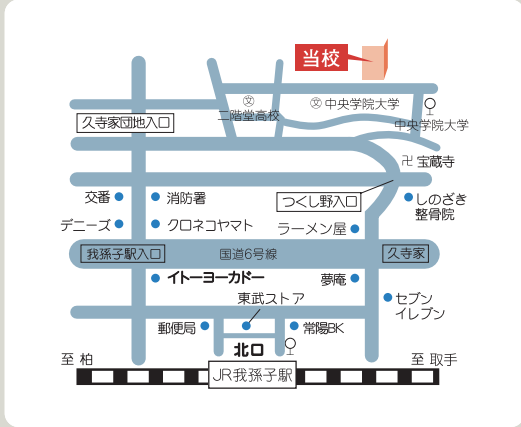 当校
文
二階堂高校
文 中央学院大学
中央学院大学
久寺家団地入口
卍 宝蔵寺
交番
消防署
つくし野入口
しのざき
整骨院
デニーズ
クロネコヤマト
ラーメン屋
我孫子駅入口
国道6号線
久寺家
イトーヨーカドー
夢庵
東武ストア
セブン
イレブン
郵便局
常陽BK
北口
至 柏
至 取手
JR我孫子駅